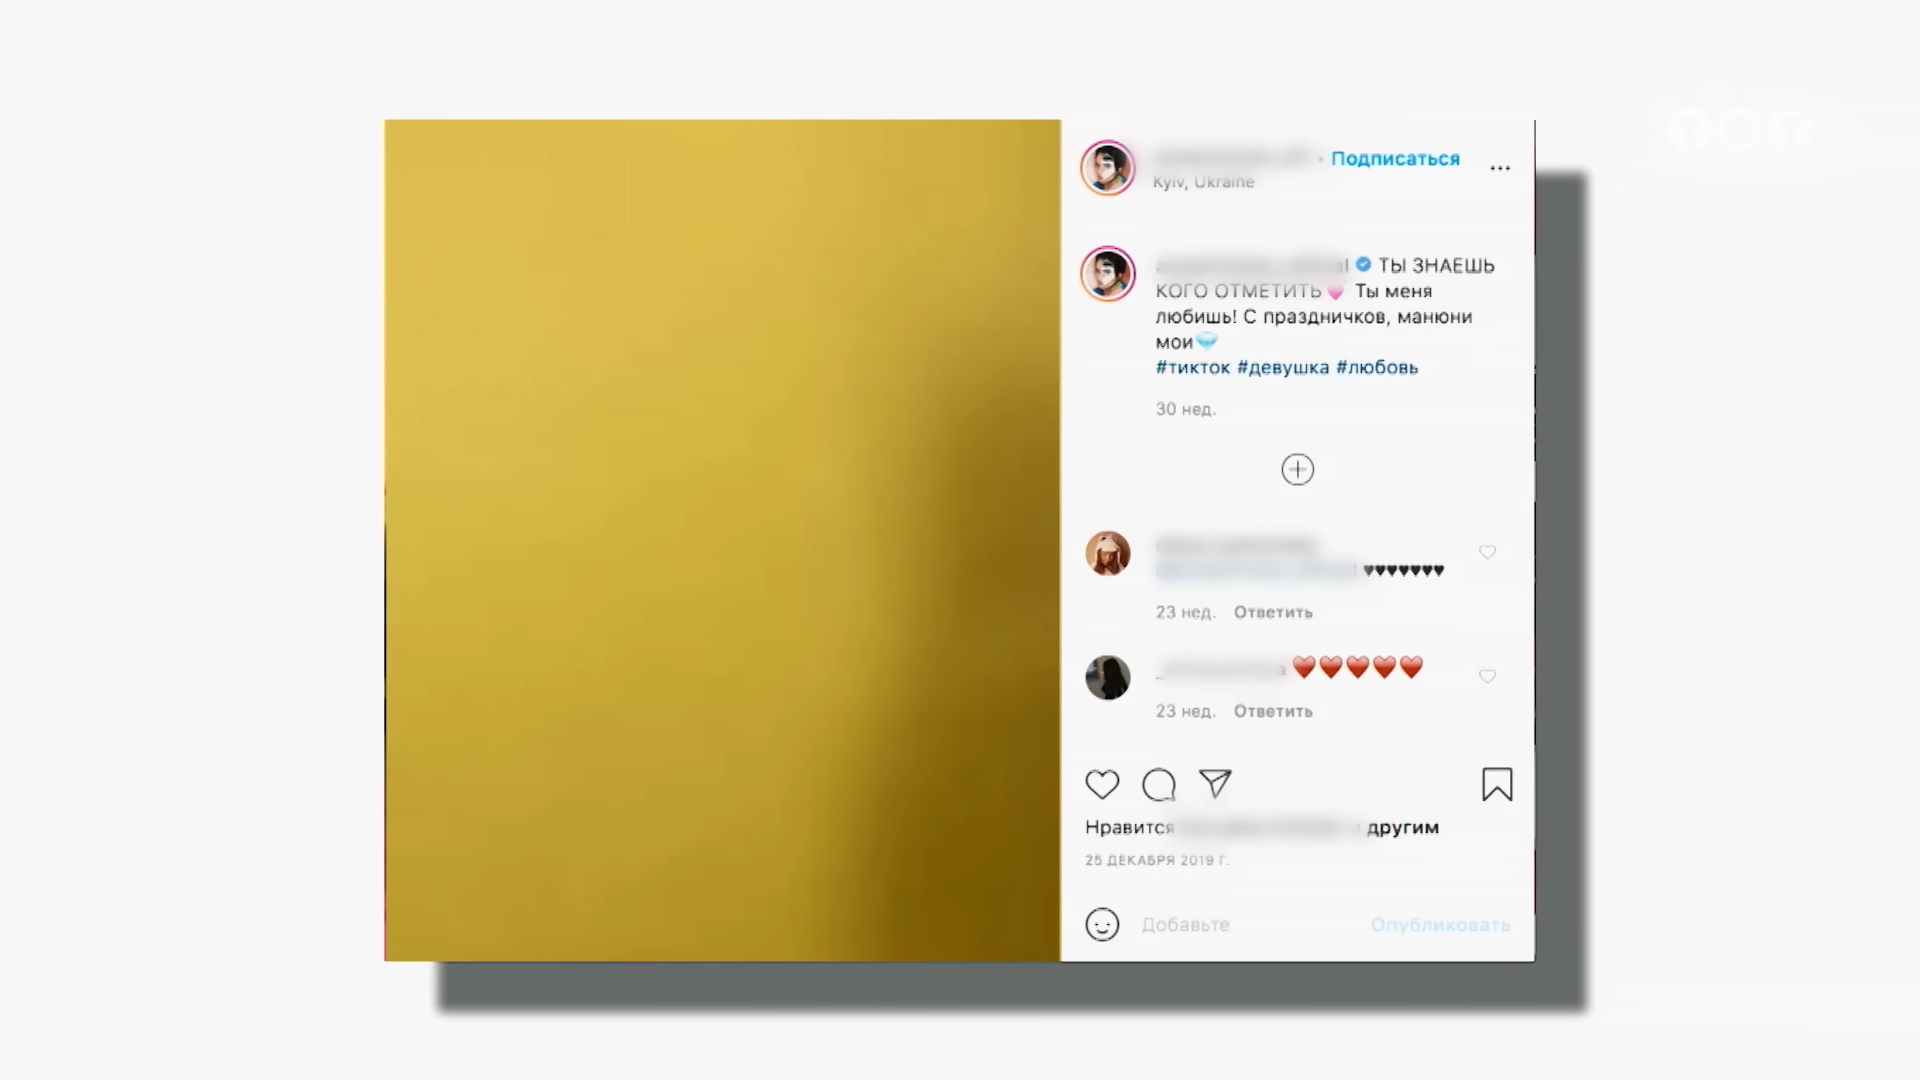 Подписаться
Kyiv, Ukraine
ТЫ ЗНАЕШЬ
КОГО ОТМЕТИТЬ Ты меня
любишь! С праздничков, манюни
мои
#тикток #девушка #любовь
30 нед.
23 нед. Ответить
23 нед. Ответить
Нравится другим
25 ДЕКАБРЯ 2019 Г.
Добавьте Опубликовать